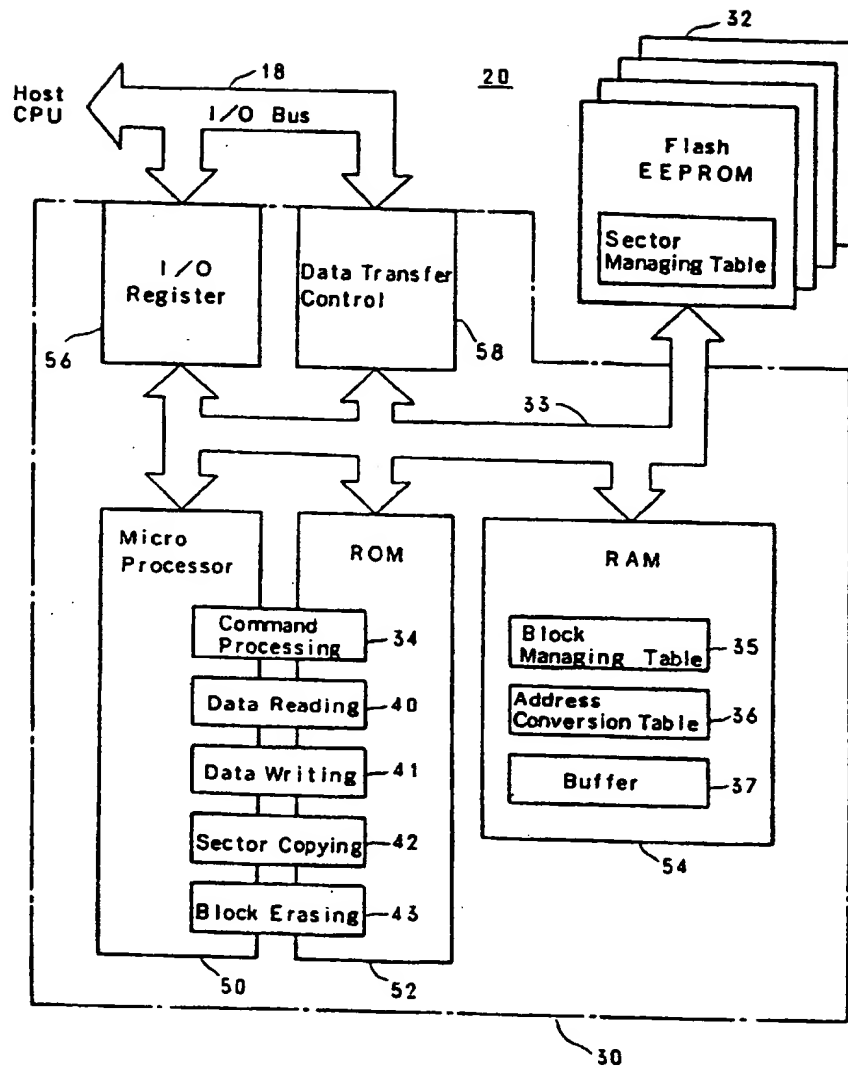 32
18
20
Host
CPU
I/O Bus
Flash
EEPROM
Sector
Managing Table
I/O
Register
Data Transfer
Control
56
58
33
Micro
Processor
ROM
RAM
Command
Processing
34
Block
Managing Table
35
Data Reading
40
Address
Conversion Table
36
Data Writing
41
Buffer
37
Sector Copying
42
54
Block Erasing
43
50
52
30